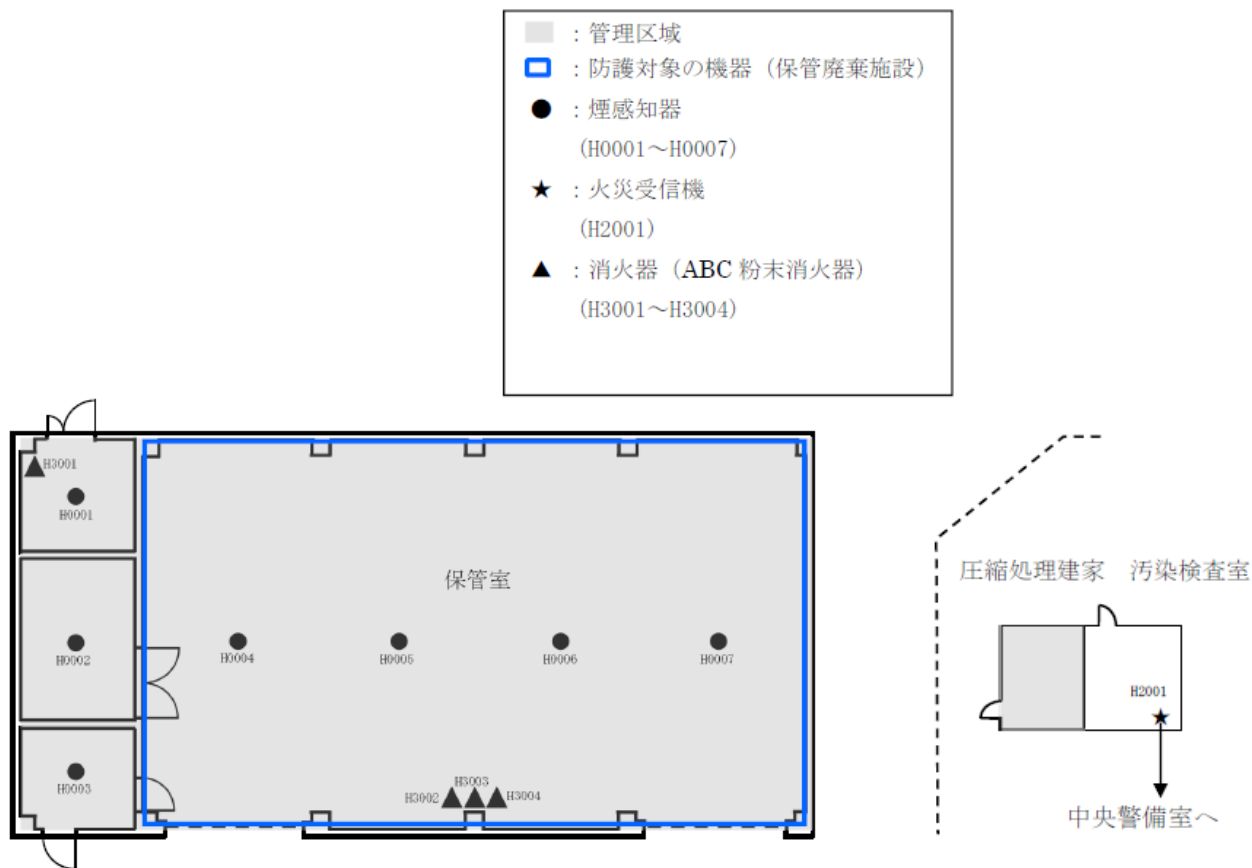 ：管理区域
：防護対象の機器（保管廃棄施設）
：煙感知器
(H0001～H0007)
：火災受信機
(H2001)
：消火器（ABC 粉末消火器）
(H3001～H3004)
H3001
H0001
保管室
H0002
H0004
H0005
H0006
H0007
H0003
H3003
H3002
H3004
圧縮処理建家　汚染検査室
H2001
中央警備室へ